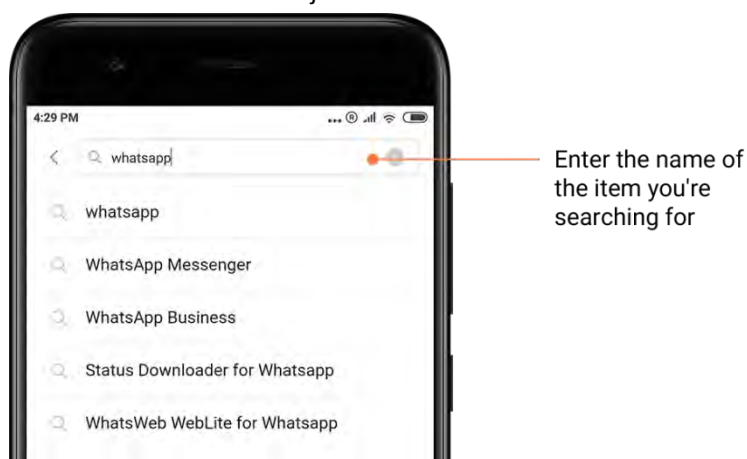 4:29 PM
whatsapp
Enter the name of
the item you're
searching for
whatsapp
WhatsApp Messenger
WhatsApp Business
Status Downloader for Whatsapp
WhatsWeb WebLite for Whatsapp